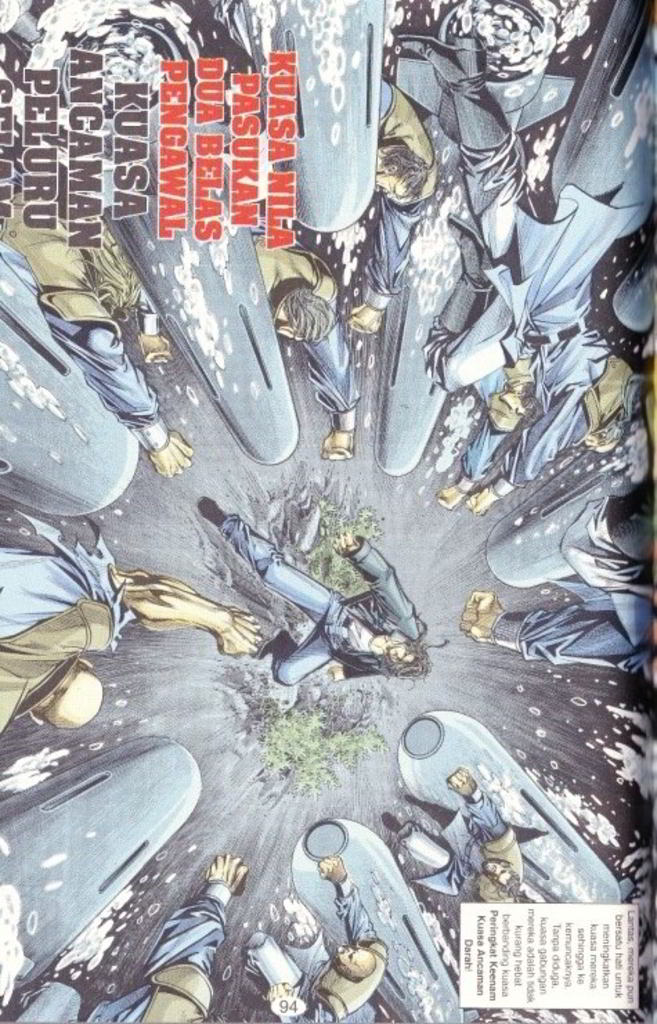 KUASA NILA
PASUKAN
DUA BELAS
PENGAWAL
KUASA
ANCAMAN
PELURU
Lantas, mereka pun
bersatu hati untuk
meningkatkan
kuasa mereka
sehingga ke
kemuncaknya.
Tanpa diduga,
kuasa gabungan
mereka adalah tidak
kurang hebat
berbanding kuasa
Peringkat Keenam
Kuasa Ancaman
Darah!
94